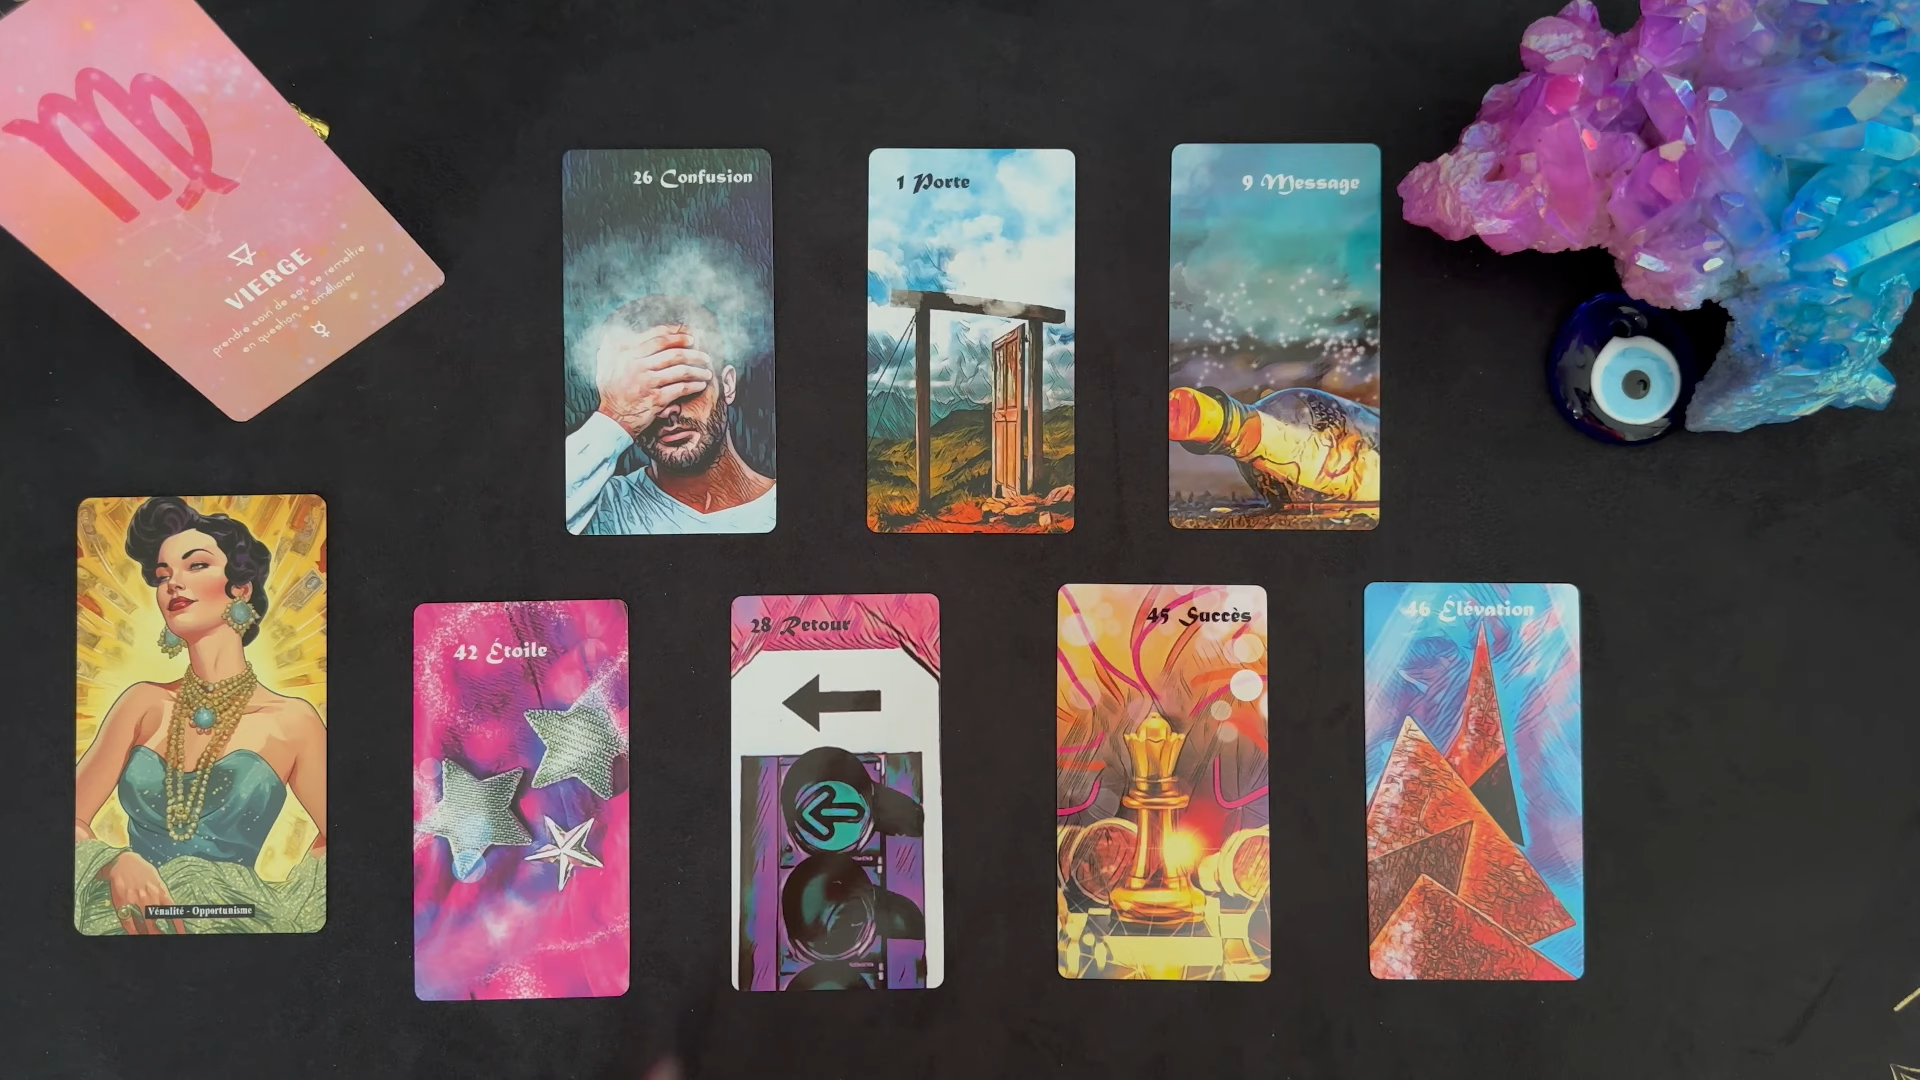 VIERGE
prendre soin de soi, se remettre
en question, s'améliorer
26 Confusion
1 Porte
9 Message
Vénalité - Opportunisme
42 Étoile
28 Retour
45 Succès
46 Élévation